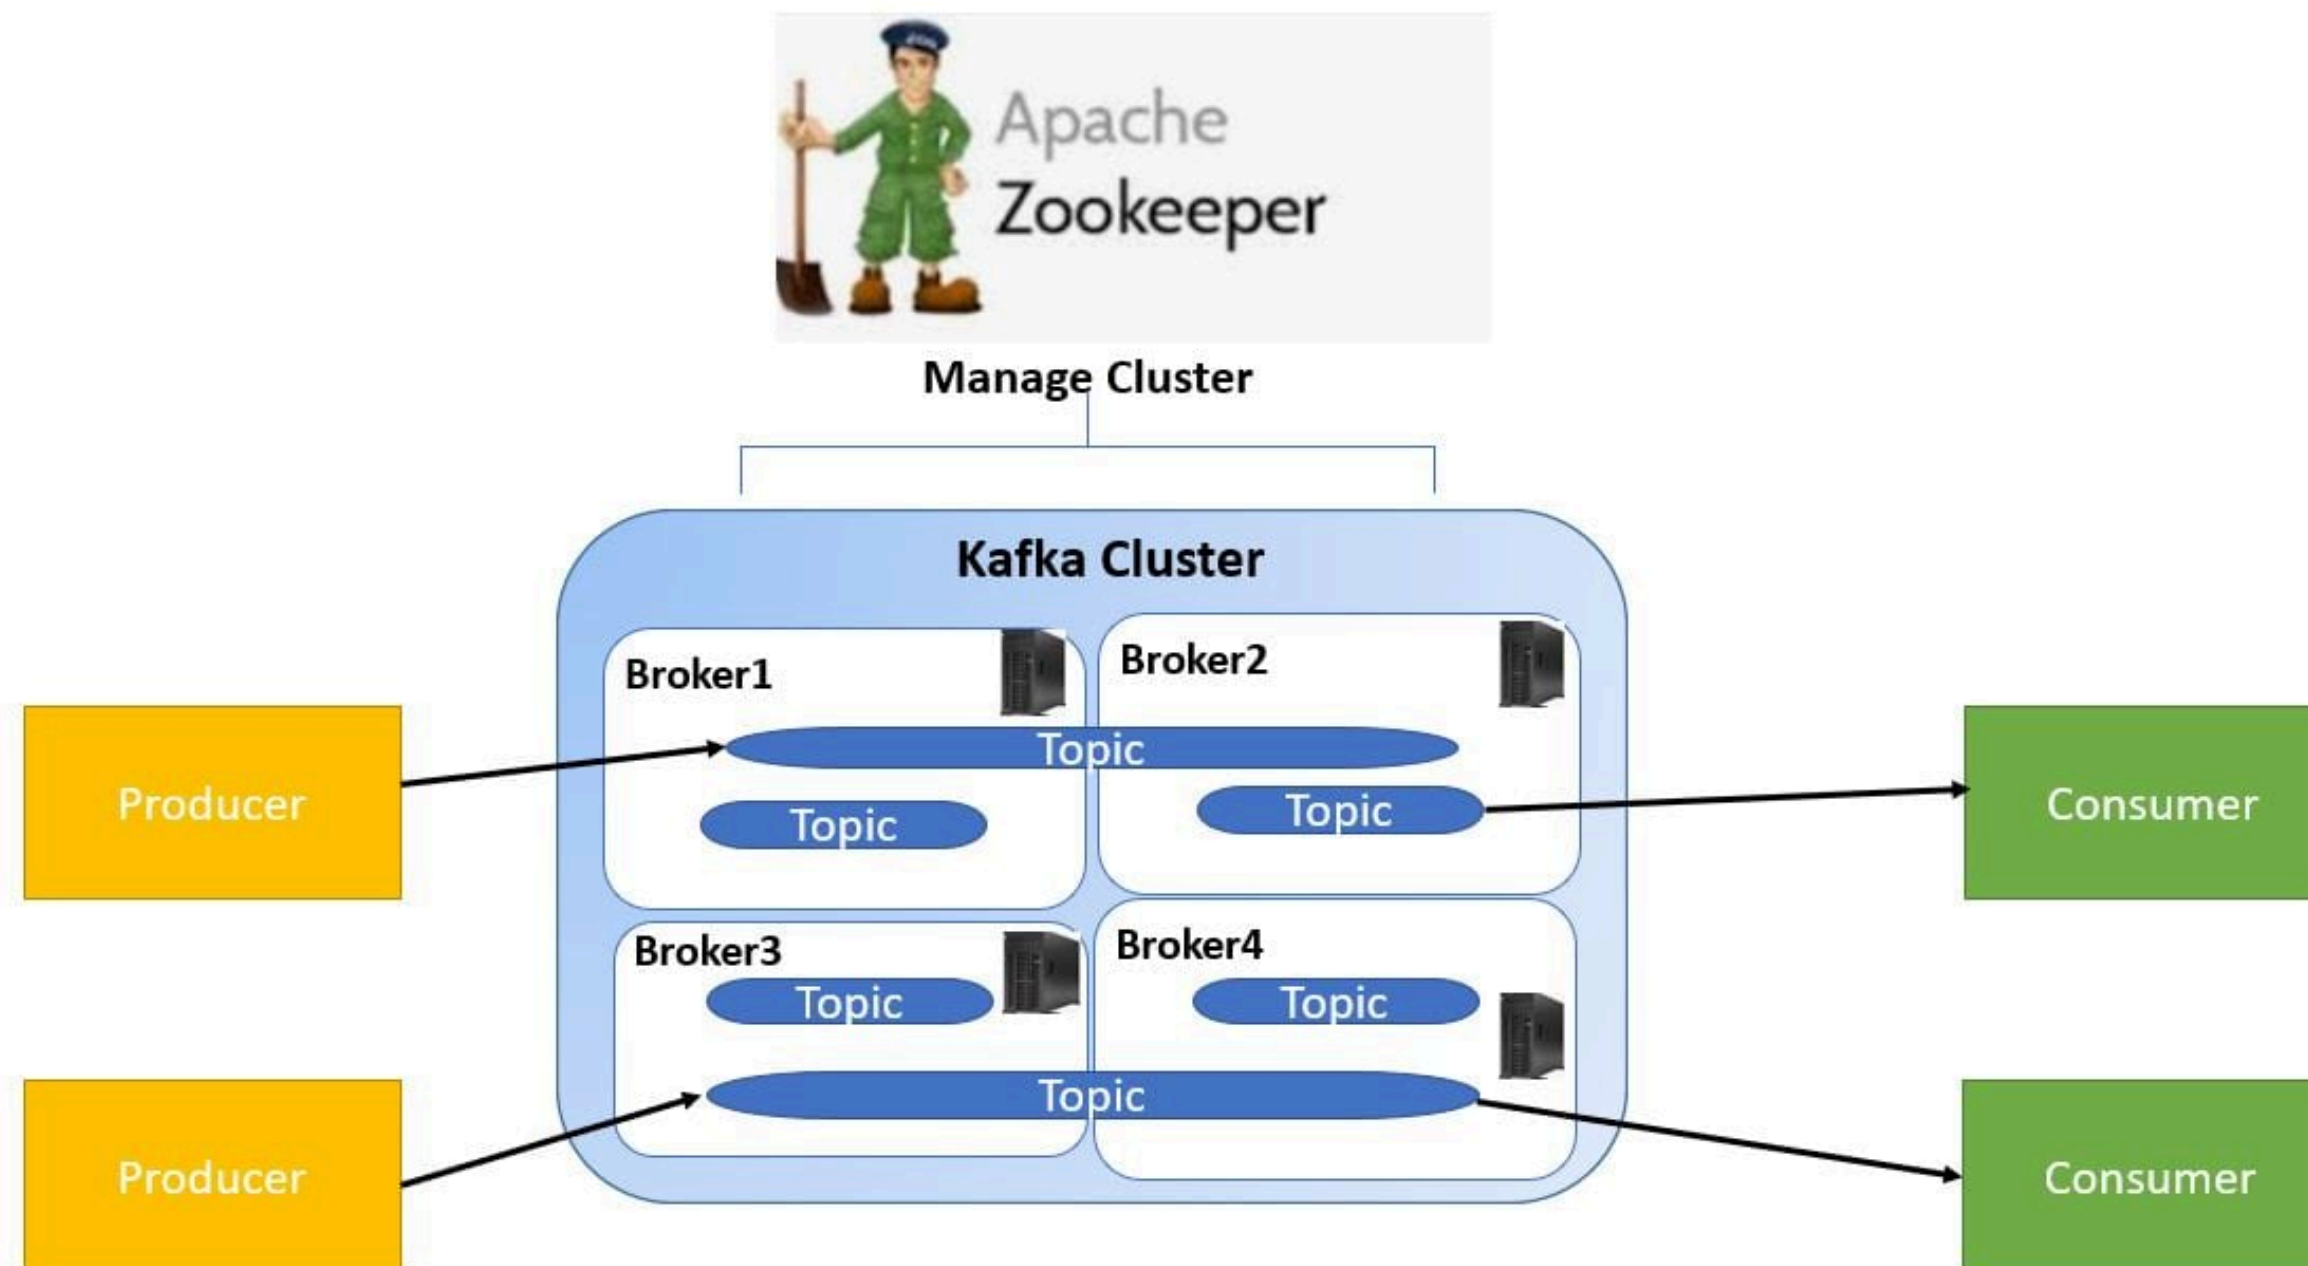 Apache
Zookeeper
Manage Cluster
Kafka Cluster
Broker1
Broker2
Topic
Topic
Topic
Producer
Consumer
Broker3
Broker4
Topic
Topic
Topic
Producer
Consumer